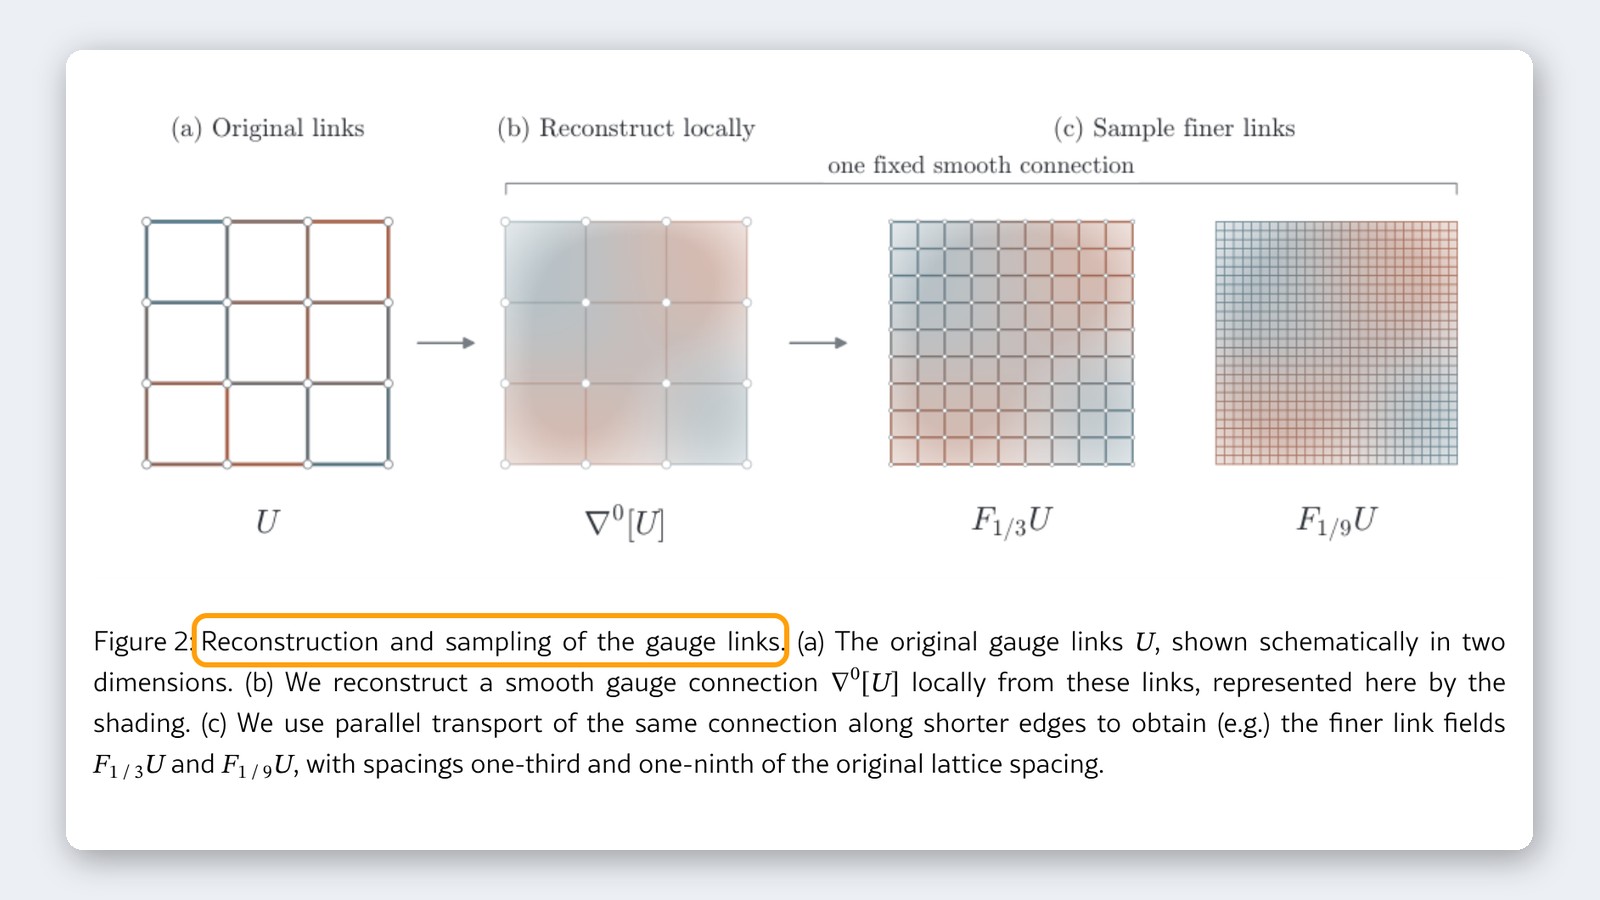 (a) Original links
(b) Reconstruct locally
(c) Sample finer links
one fixed smooth connection
U
∇⁰[U]
F₁/₃U
F₁/₉U
Figure 2: Reconstruction and sampling of the gauge links. (a) The original gauge links U, shown schematically in two
dimensions. (b) We reconstruct a smooth gauge connection ∇⁰[U] locally from these links, represented here by the
shading. (c) We use parallel transport of the same connection along shorter edges to obtain (e.g.) the finer link fields
F₁/₃U and F₁/₉U, with spacings one-third and one-ninth of the original lattice spacing.